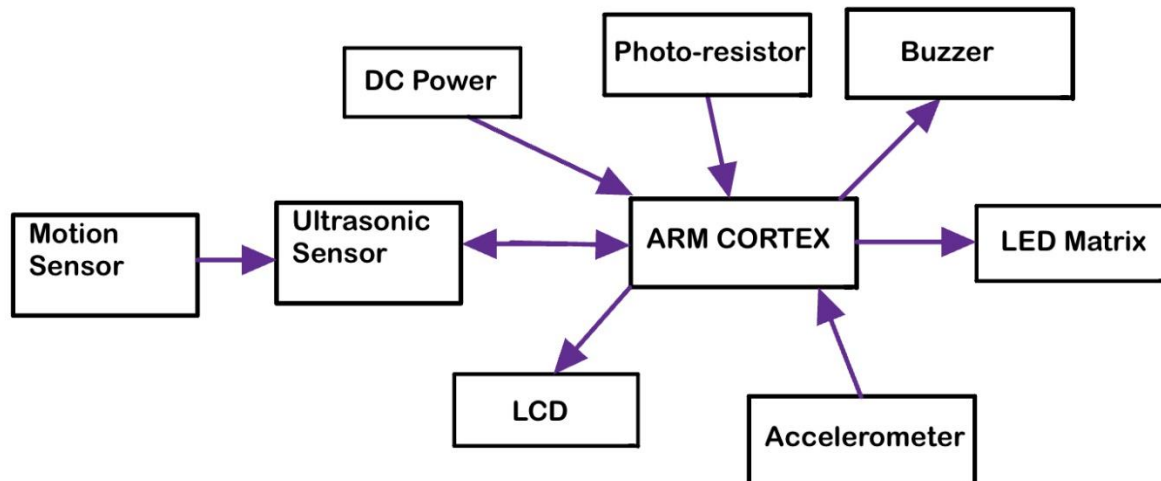 Photo-resistor
Buzzer
DC Power
Motion
Sensor
Ultrasonic
Sensor
ARM CORTEX
LED Matrix
LCD
Accelerometer